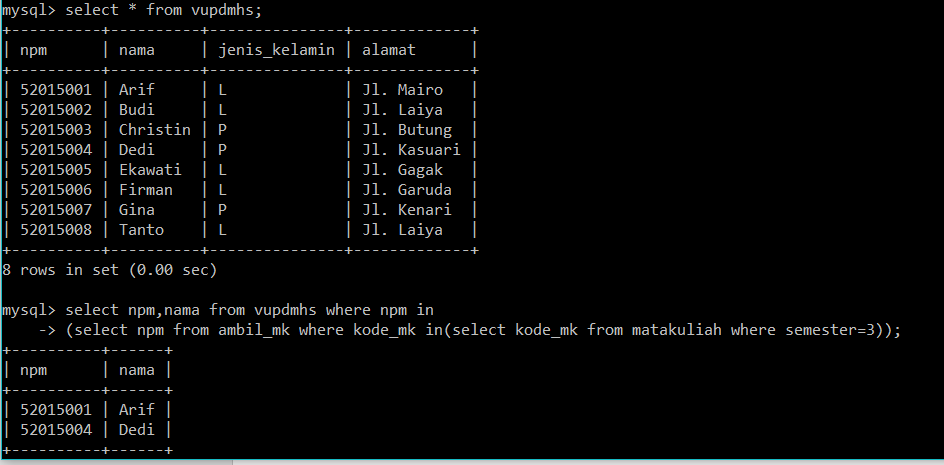 mysql> select * from vupdmhs;
+----------+----------+---------------+-------------+
| npm      | nama     | jenis_kelamin | alamat      |
+----------+----------+---------------+-------------+
| 52015001 | Arif     | L             | Jl. Mairo   |
| 52015002 | Budi     | L             | Jl. Laiya   |
| 52015003 | Christin | P             | Jl. Butung  |
| 52015004 | Dedi     | P             | Jl. Kasuari |
| 52015005 | Ekawati  | L             | Jl. Gagak   |
| 52015006 | Firman   | L             | Jl. Garuda  |
| 52015007 | Gina     | P             | Jl. Kenari  |
| 52015008 | Tanto    | L             | Jl. Laiya   |
+----------+----------+---------------+-------------+
8 rows in set (0.00 sec)

mysql> select npm,nama from vupdmhs where npm in
    -> (select npm from ambil_mk where kode_mk in(select kode_mk from matakuliah where semester=3));
+----------+------+
| npm      | nama |
+----------+------+
| 52015001 | Arif |
| 52015004 | Dedi |
+----------+------+